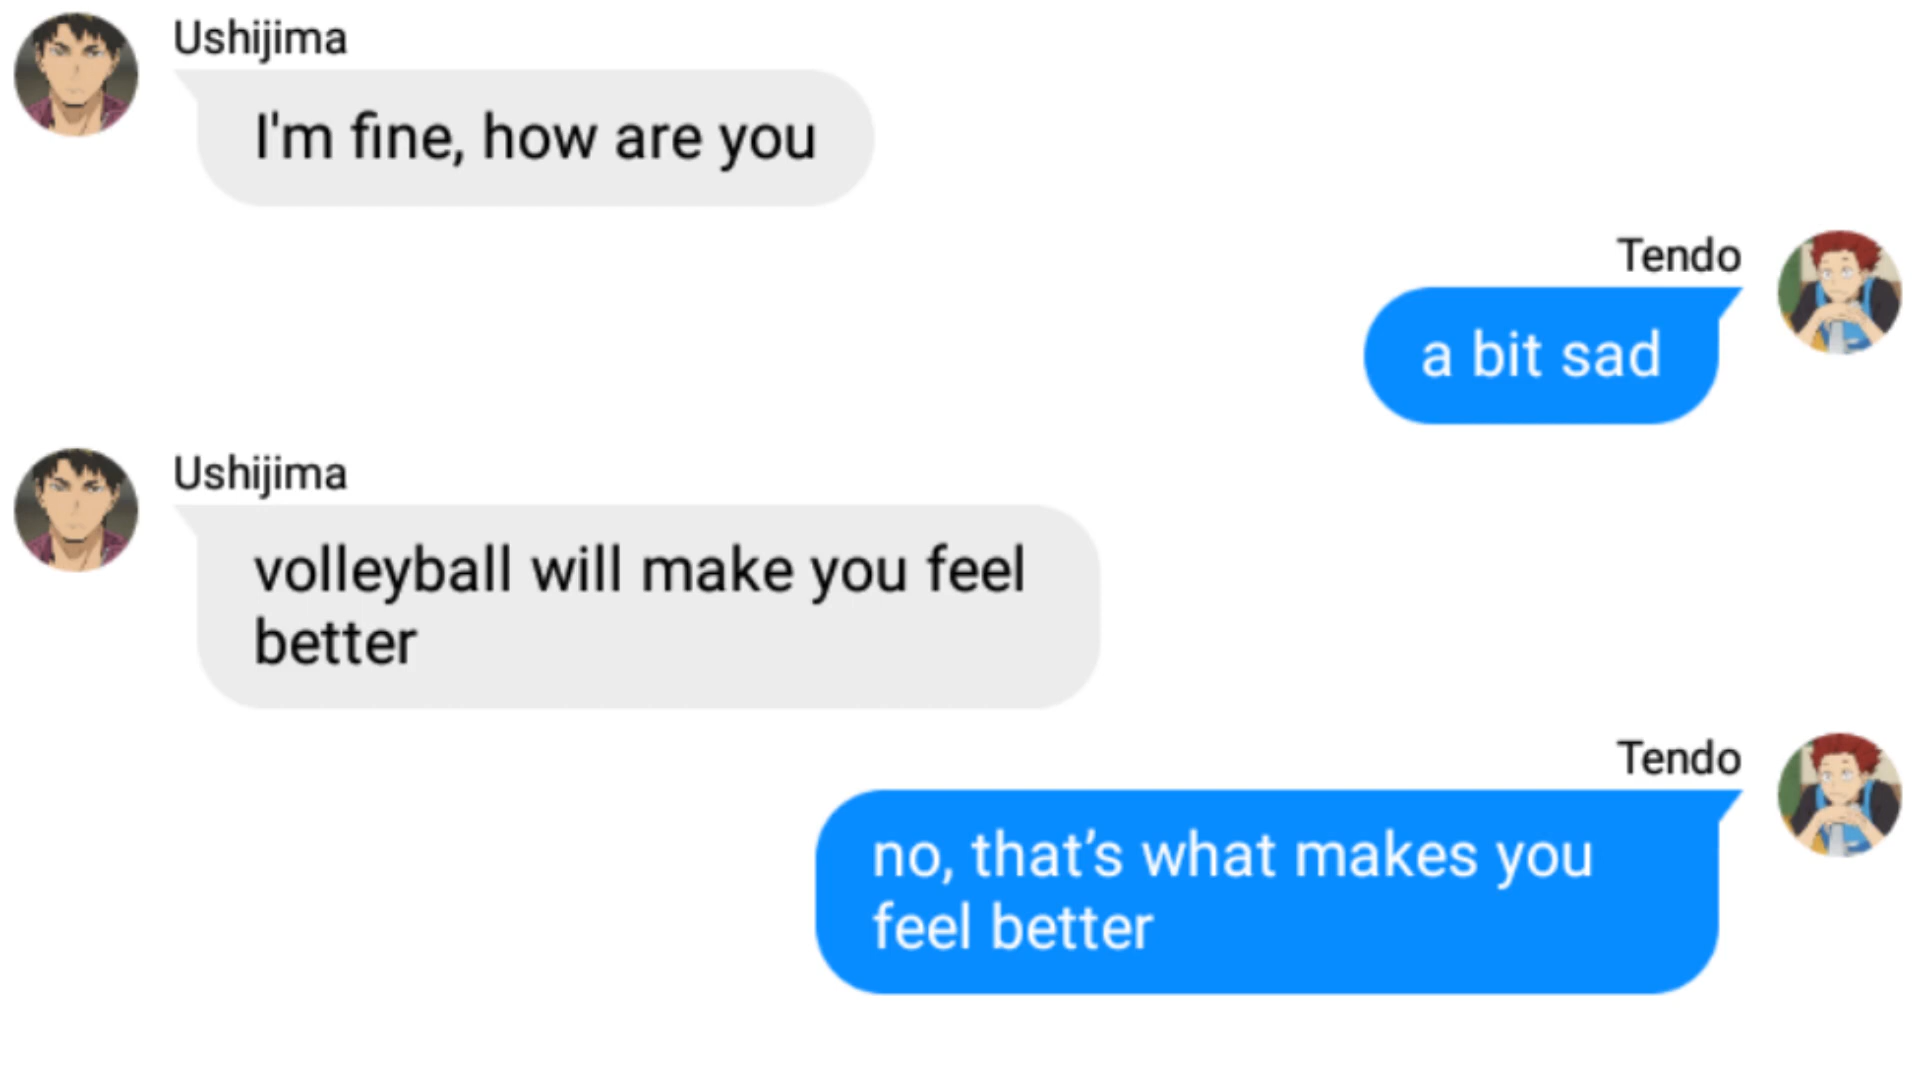 Ushijima
I'm fine, how are you
Tendo
a bit sad
Ushijima
volleyball will make you feel
better
Tendo
no, that’s what makes you
feel better